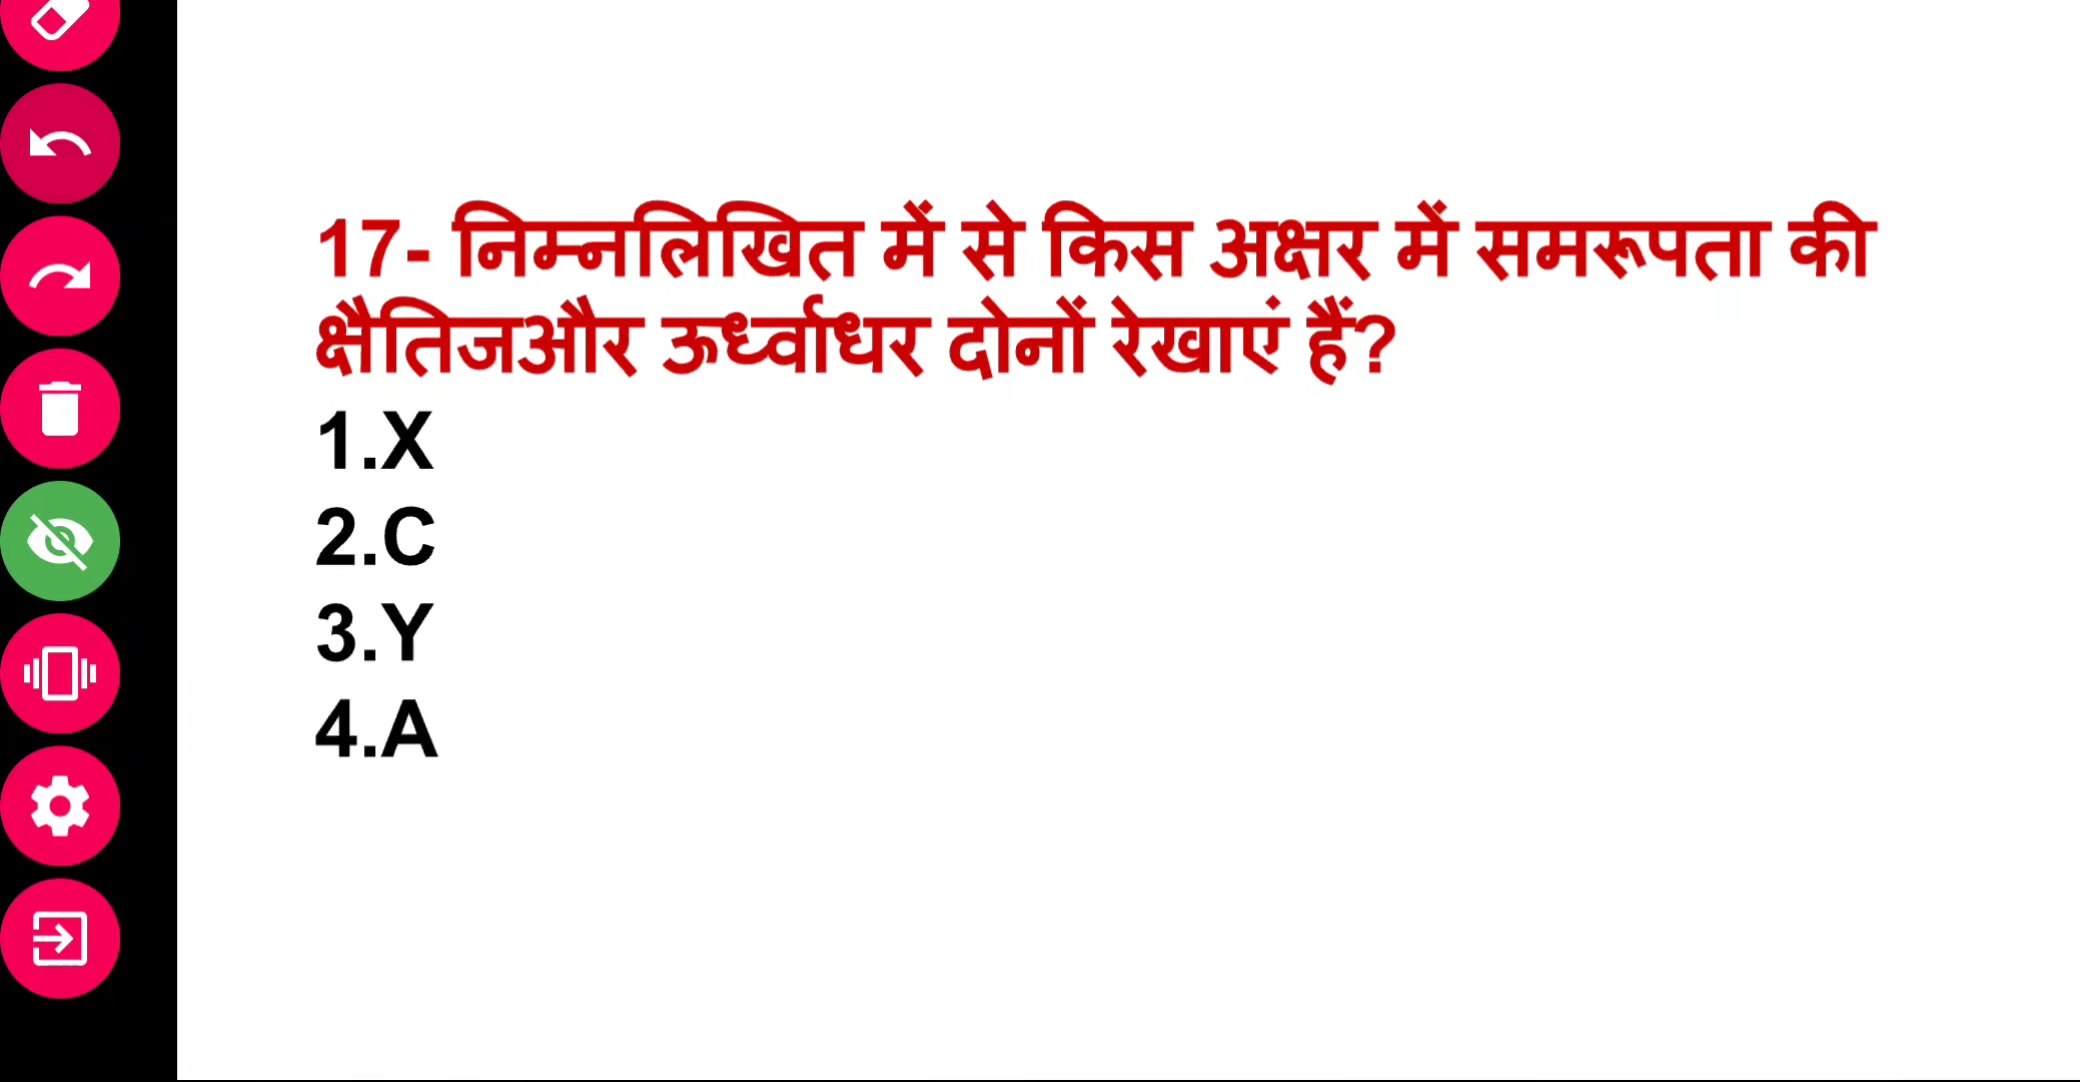 17- निम्नलिखित में से किस अक्षर में समरूपता की
क्षैतिजऔर ऊर्ध्वाधर दोनों रेखाएं हैं?
1.X
2.C
3.Y
4.A